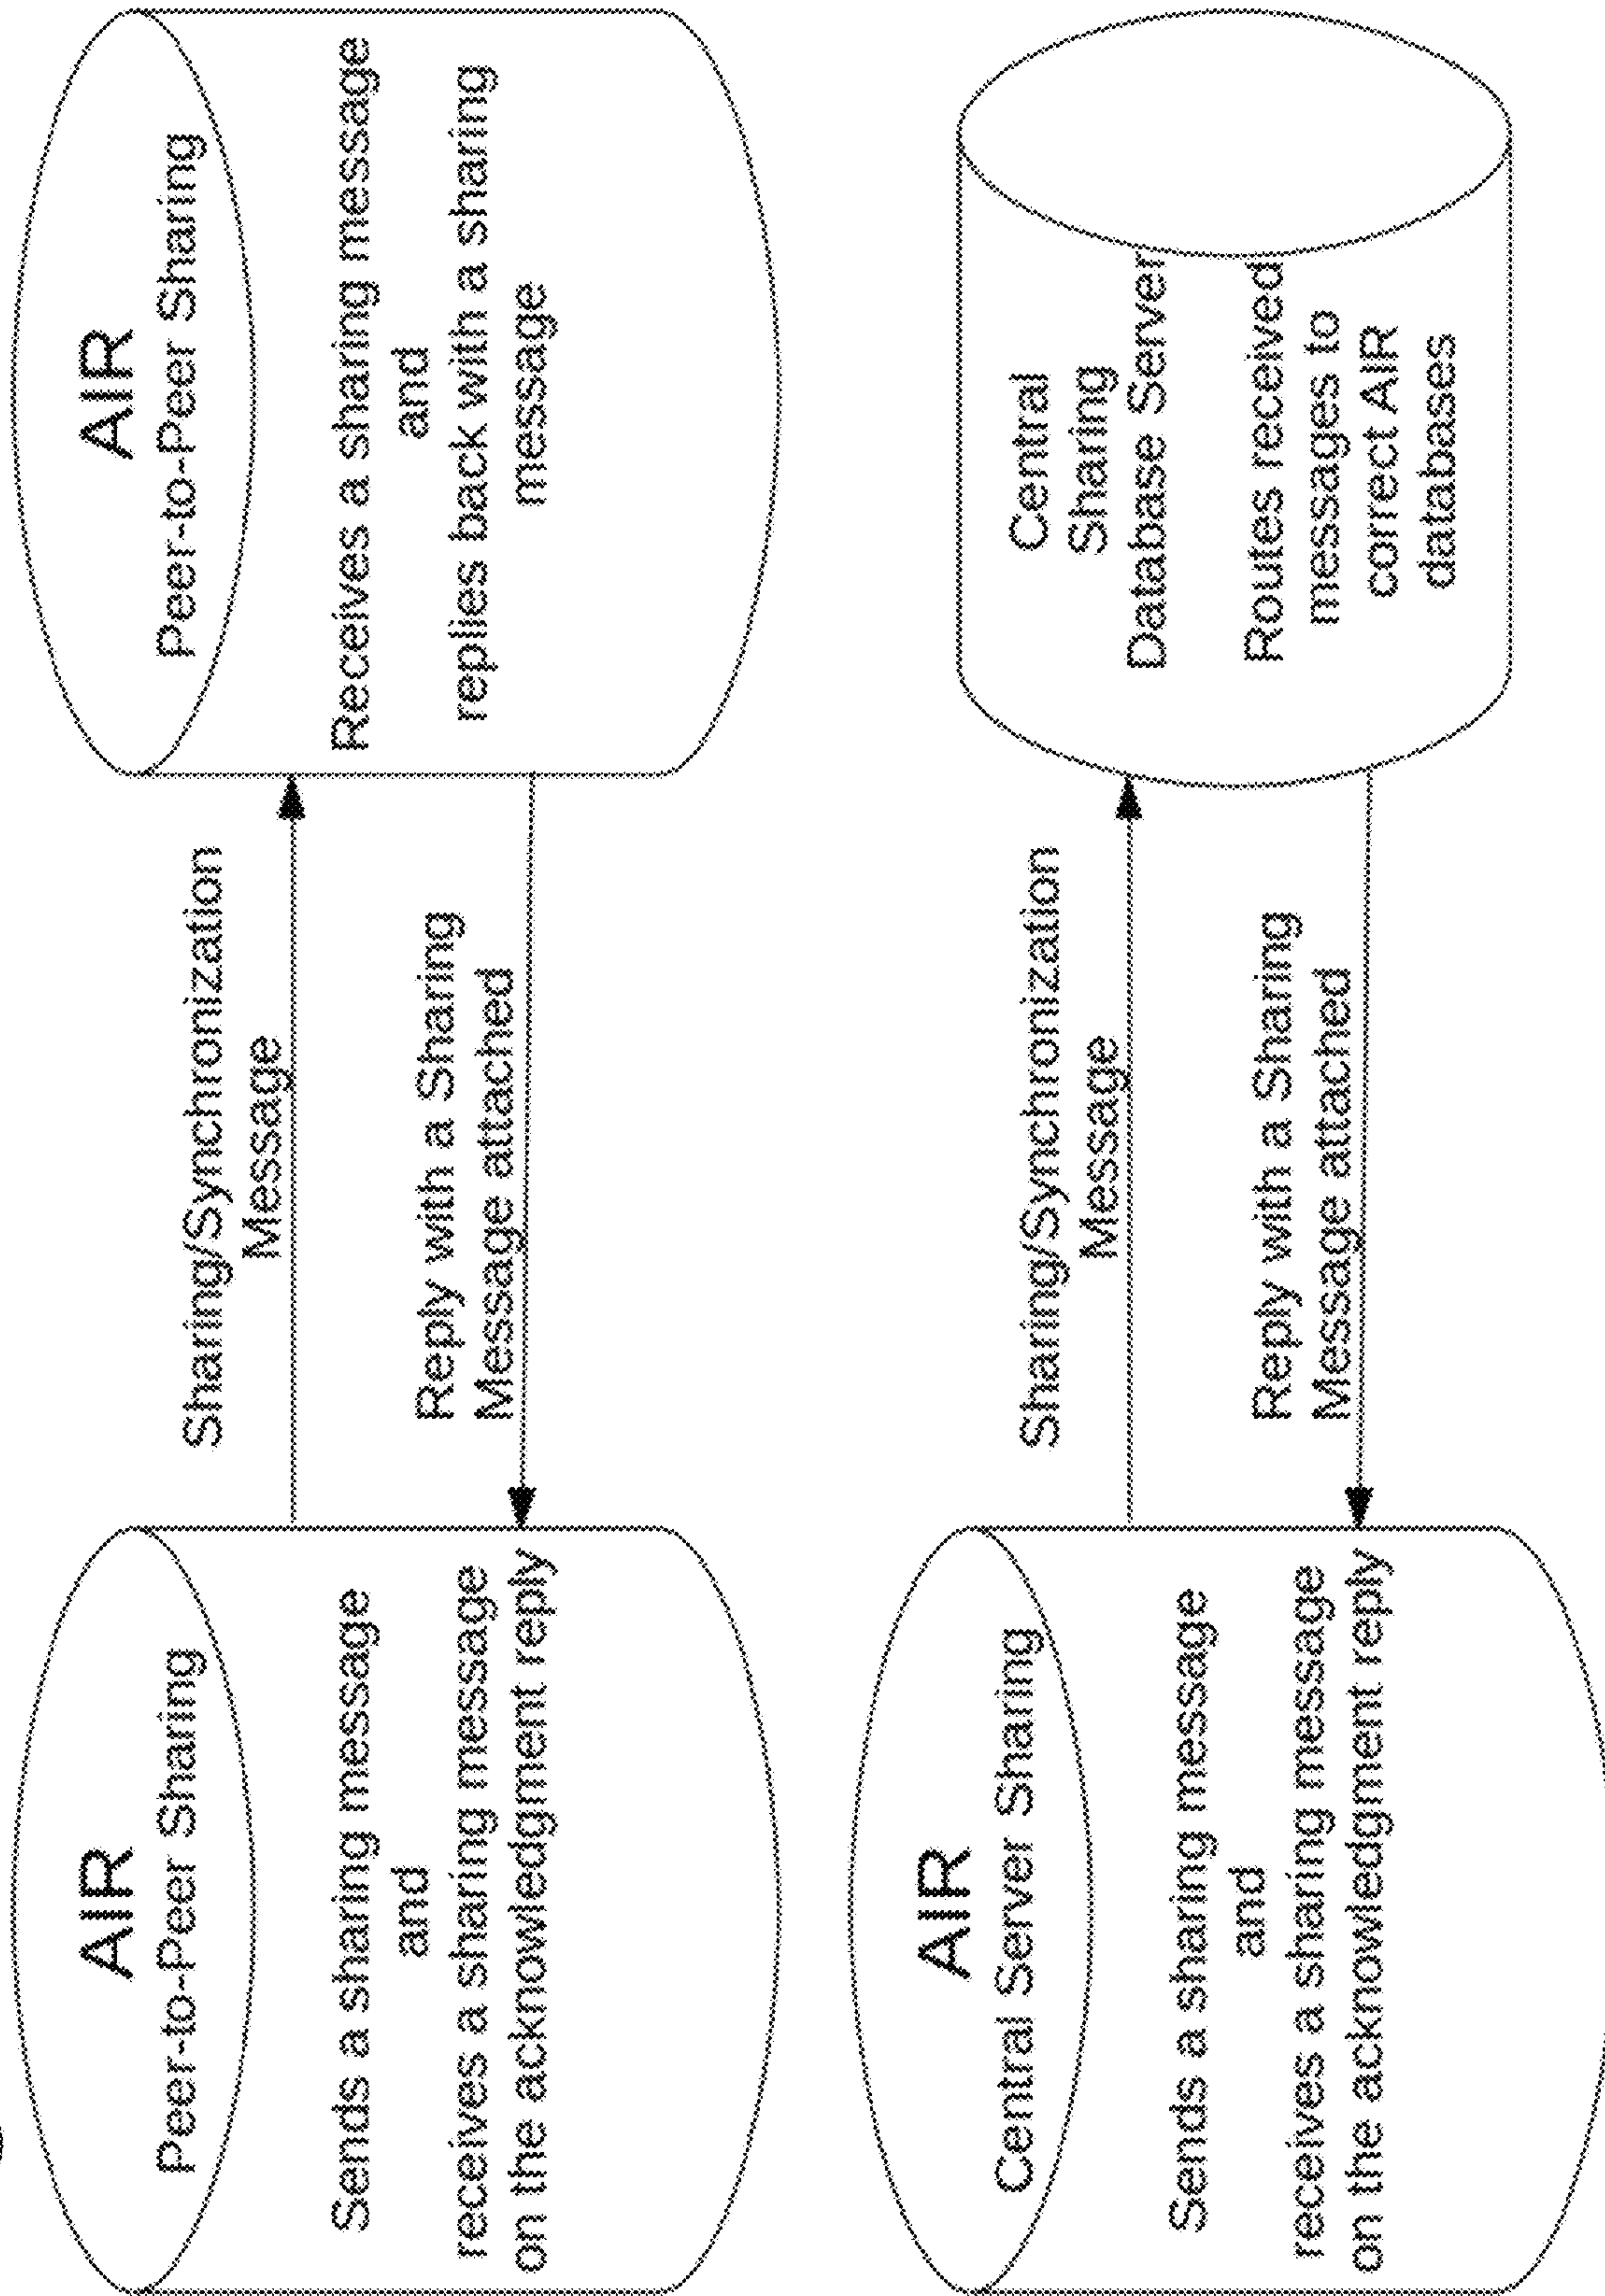 AIR
Peer-to-Peer Sharing
Sends a sharing message
and
receives a sharing message
on the acknowledgment reply
Sharing/Synchronization
Message
Reply with a Sharing
Message attached
AIR
Peer-to-Peer Sharing
Receives a sharing message
and
replies back with a sharing
message
AIR
Central Server Sharing
Sends a sharing message
and
receives a sharing message
on the acknowledgment reply
Sharing/Synchronization
Message
Reply with a Sharing
Message attached
Central
Sharing
Database Server
Routes received
messages to
correct AIR
databases